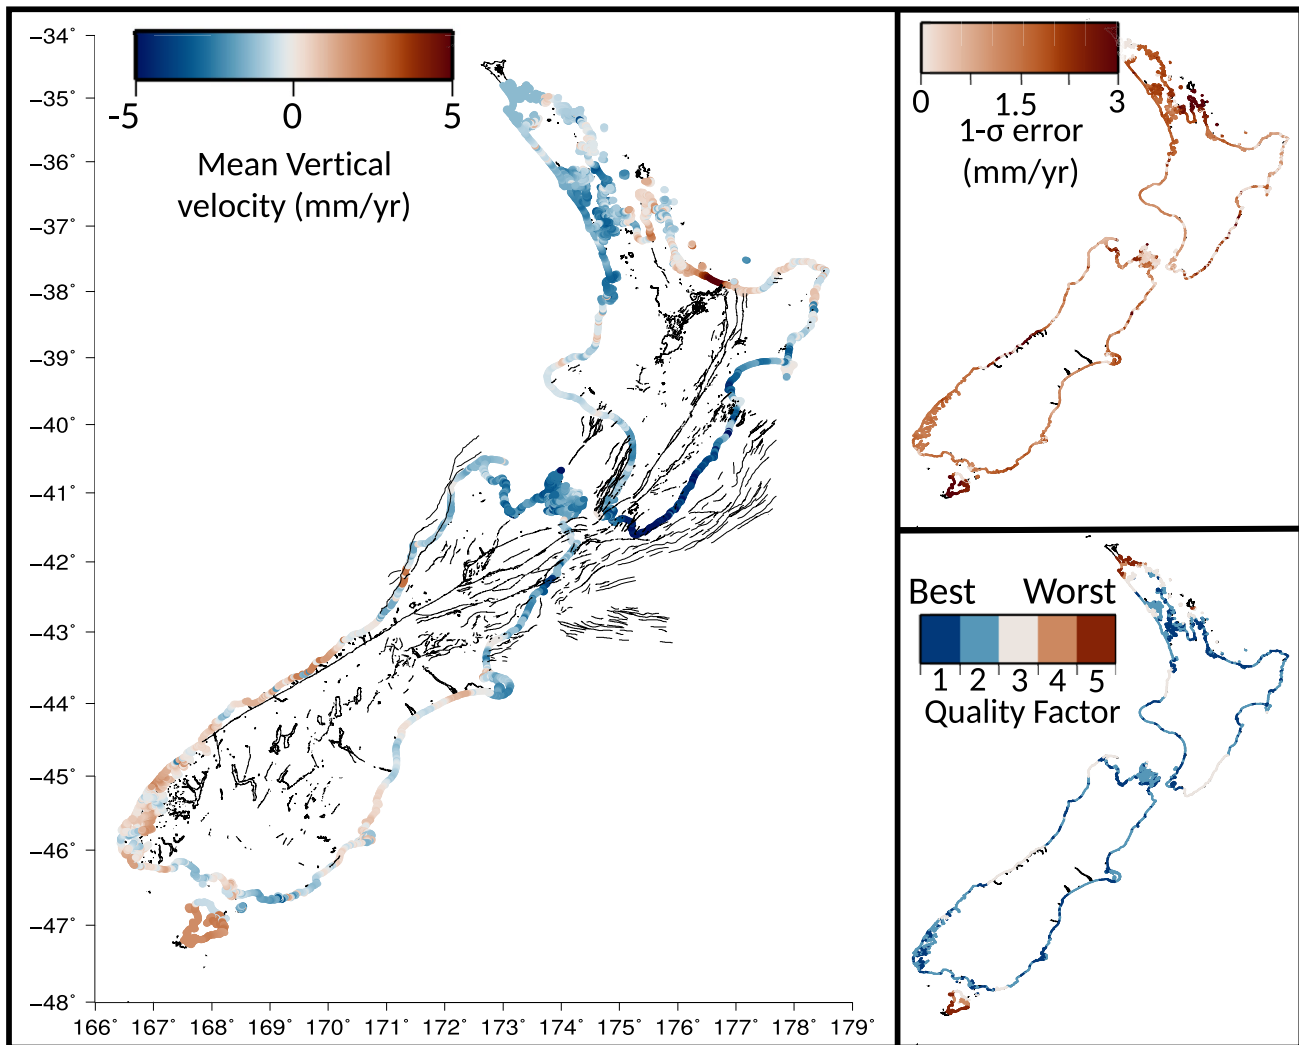 −34°
−35°
−36°
−37°
−38°
−39°
−40°
−41°
−42°
−43°
−44°
−45°
−46°
−47°
−48°
166° 167° 168° 169° 170° 171° 172° 173° 174° 175° 176° 177° 178° 179°
-5 0 5
Mean Vertical
velocity (mm/yr)
0 1.5 3
1-σ error
(mm/yr)
Best Worst
1 2 3 4 5
Quality Factor